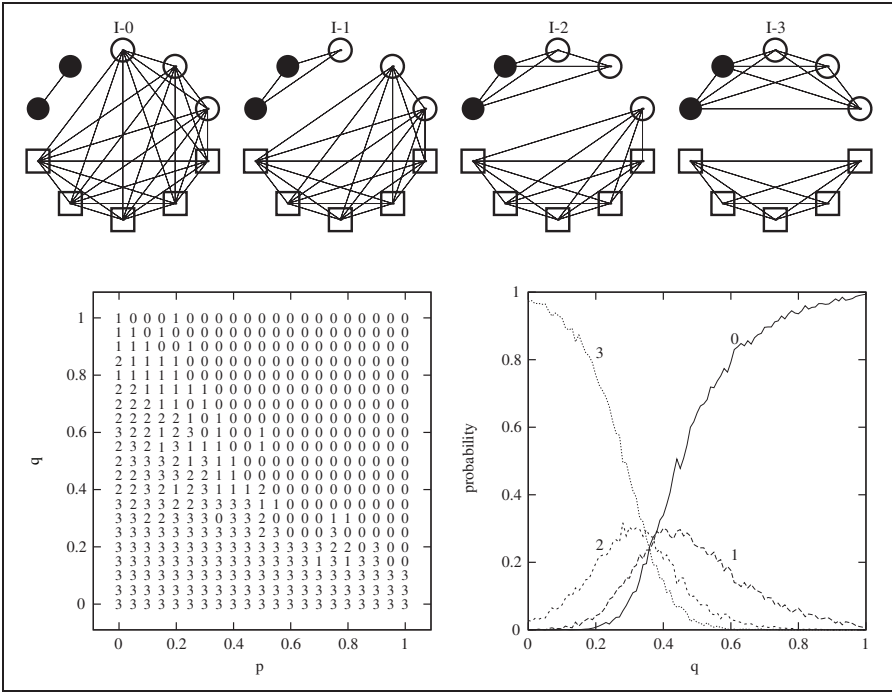 I-0 I-1 I-2 I-3
1 1 0 0 0 1 0 0 0 0 0 0 0 0 0 0 0 0 0 0 0 0
1 1 0 1 0 0 0 0 0 0 0 0 0 0 0 0 0 0 0 0 0
1 1 1 0 0 1 0 0 0 0 0 0 0 0 0 0 0 0 0 0 0
2 1 1 1 1 0 0 0 0 0 0 0 0 0 0 0 0 0 0 0 0
0.8 1 1 1 1 1 0 0 0 0 0 0 0 0 0 0 0 0 0 0 0 0
2 2 1 1 1 1 1 0 0 0 0 0 0 0 0 0 0 0 0 0 0
2 2 2 1 1 0 1 0 0 0 0 0 0 0 0 0 0 0 0 0 0
2 2 2 2 2 1 0 1 0 0 0 0 0 0 0 0 0 0 0 0 0
0.6 3 2 2 1 2 3 0 1 0 0 1 0 0 0 0 0 0 0 0 0 0
2 3 2 1 3 1 1 1 0 0 1 0 0 0 0 0 0 0 0 0 0
2 3 3 3 2 1 3 1 1 0 0 0 0 0 0 0 0 0 0 0 0
2 3 3 3 2 2 1 1 0 0 0 0 0 0 0 0 0 0 0 0 0
0.4 2 2 3 2 1 2 3 1 1 1 2 0 0 0 0 0 0 0 0 0 0
3 2 3 3 2 3 3 3 3 3 1 1 0 0 0 0 0 0 0 0 0
3 3 2 2 3 3 3 0 3 3 2 0 0 0 0 1 1 0 0 0 0
3 3 3 3 3 3 3 3 3 3 2 3 0 0 0 3 0 0 0 0 0
0.2 3 3 3 3 3 3 3 3 3 3 3 3 3 3 3 2 2 0 3 0 0
3 3 3 3 3 3 3 3 3 3 3 3 3 3 1 3 1 3 3 0 0
3 3 3 3 3 3 3 3 3 3 3 3 3 3 3 3 3 3 3 3 3
3 3 3 3 3 3 3 3 3 3 3 3 3 3 3 3 3 3 3 3 3
0 3 3 3 3 3 3 3 3 3 3 3 3 3 3 3 3 3 3 3 3 3
0 0.2 0.4 0.6 0.8 1
p
q
1
0.8
0.6
0.4
0.2
0
0 0.2 0.4 0.6 0.8 1
q
probability
3
0
2
1